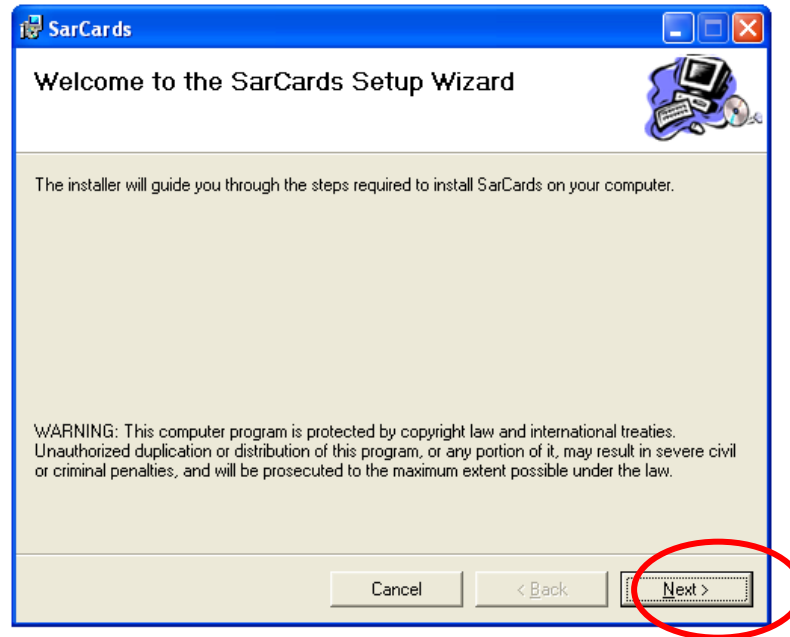 SarCards
Welcome to the SarCards Setup Wizard
The installer will guide you through the steps required to install SarCards on your computer.
WARNING: This computer program is protected by copyright law and international treaties.
Unauthorized duplication or distribution of this program, or any portion of it, may result in severe civil
or criminal penalties, and will be prosecuted to the maximum extent possible under the law.
Cancel
< Back
Next >